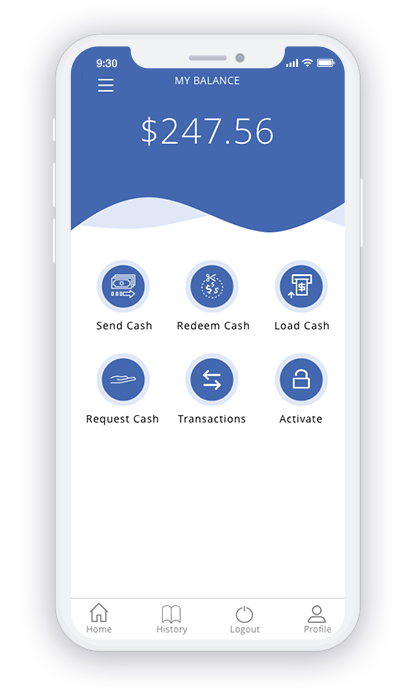 9:30
MY BALANCE
$247.56
Send Cash
Redeem Cash
Load Cash
Request Cash
Transactions
Activate
Home
History
Logout
Profile